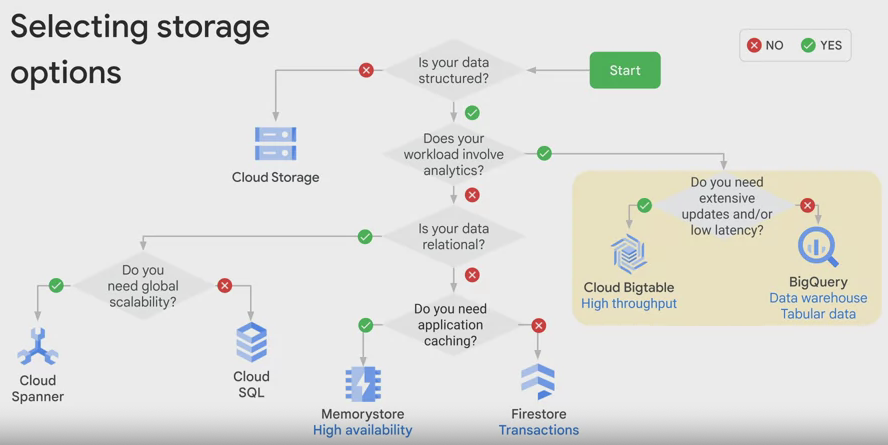 Selecting storage
options
NO
YES
Start
Is your data
structured?
Cloud Storage
Does your
workload involve
analytics?
Do you need
extensive
updates and/or
low latency?
Cloud Bigtable
High throughput
BigQuery
Data warehouse
Tabular data
Is your data
relational?
Do you
need global
scalability?
Cloud
Spanner
Cloud
SQL
Do you need
application
caching?
Memorystore
High availability
Firestore
Transactions